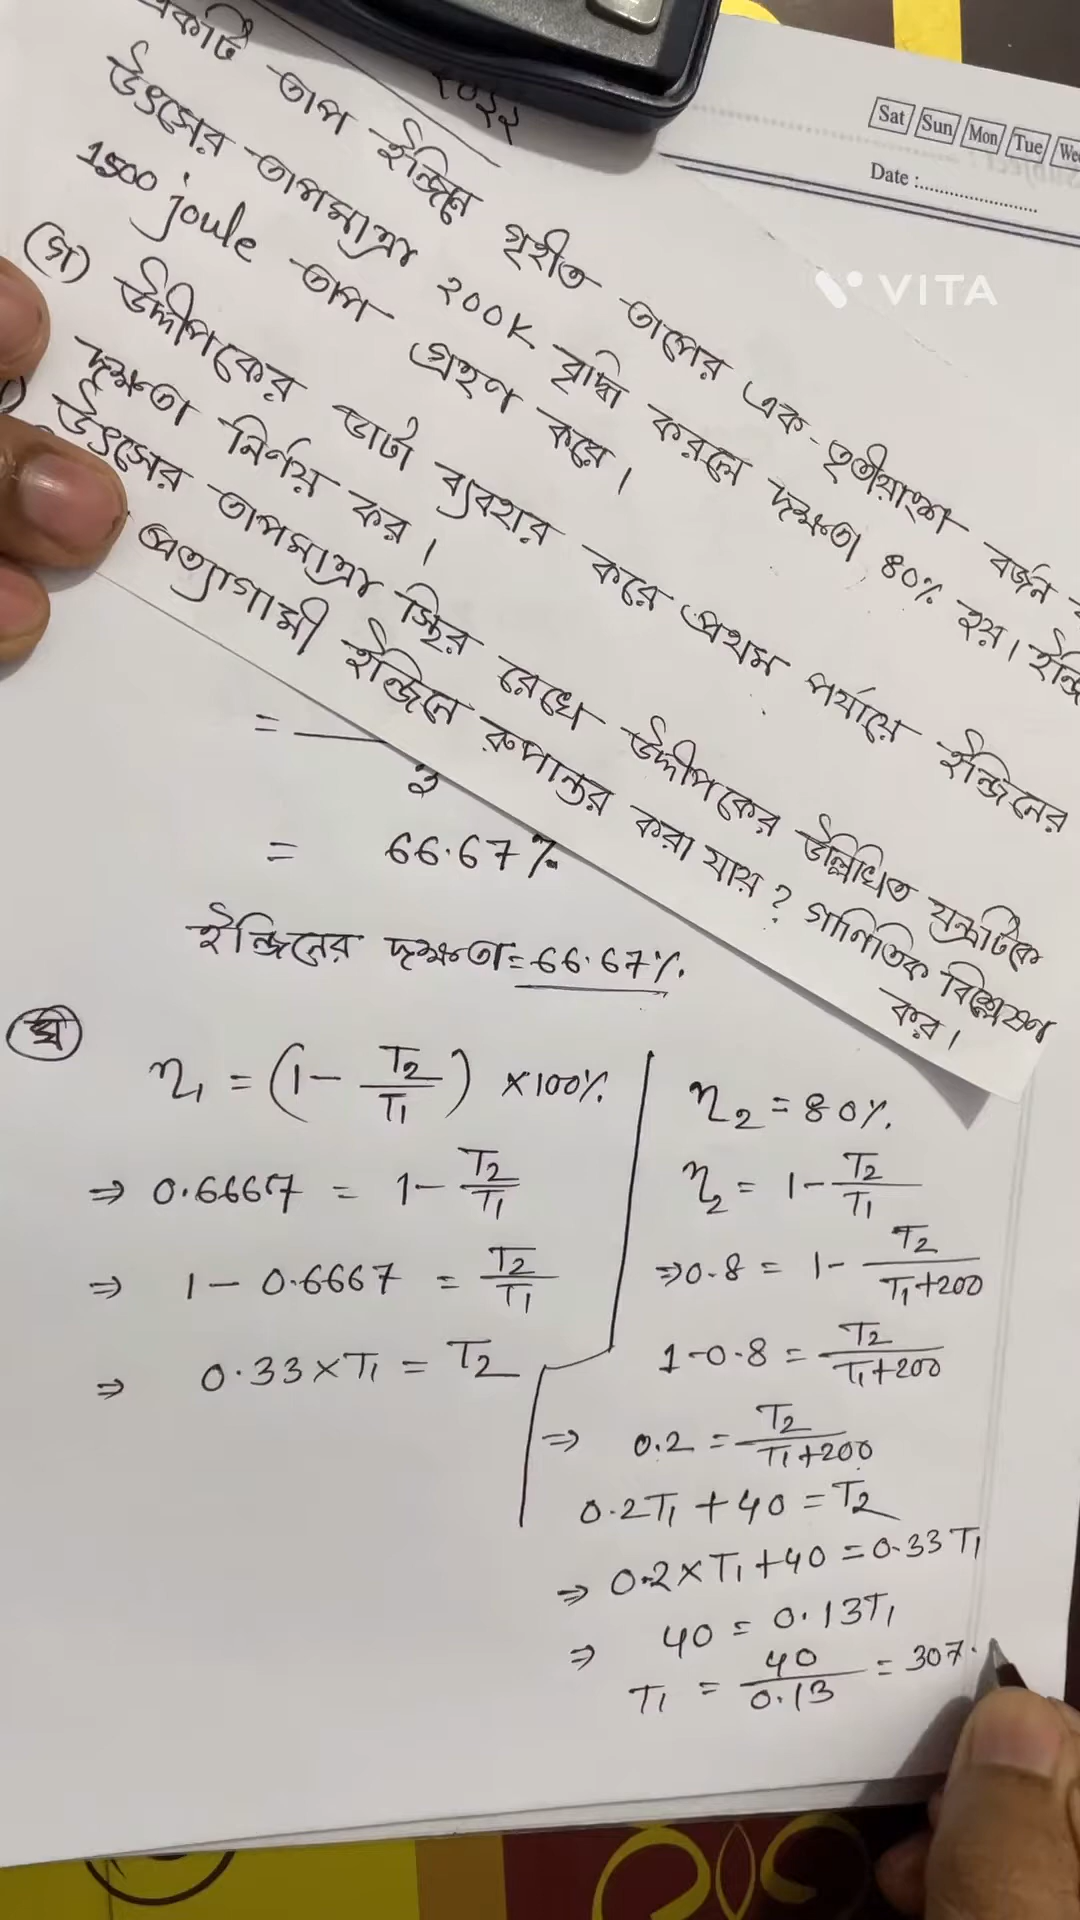 ২০২২
Sat Sun Mon Tue
Date :
VITA
একটি তাপ ইঞ্জিন গৃহীত তাপের এক-তৃতীয়াংশ বর্জন
উৎসের তাপমাত্রা ২০০K বৃদ্ধি করলে দক্ষতা ৪০% হয়।
1500 joule তাপ গ্রহণ করে।
(গ) উদ্দীপকের ডাটা ব্যবহার করে প্রথম পর্যায়ে ইঞ্জিনের
দক্ষতা নির্ণয় কর।
উৎসের তাপমাত্রা স্থির রেখে উদ্দীপকের উল্লিখিত যন্ত্রটিকে
প্রত্যাগামী ইঞ্জিনে রুপান্তর করা যায়? গাণিতিক বিশ্লেষণ
কর।
=
3
= 66.67%
ইঞ্জিনের দক্ষতা = 66.67%.
(ঘ)
η₁ = (1 - T₂/T₁) × 100%
⇒ 0.6667 = 1 - T₂/T₁
⇒ 1 - 0.6667 = T₂/T₁
⇒ 0.33 × T₁ = T₂
η₂ = 80%.
η₂ = 1 - T₂/T₁
⇒ 0.8 = 1 - T₂/T₁+200
1 - 0.8 = T₂/T₁+200
⇒ 0.2 = T₂/T₁+200
0.2T₁ + 40 = T₂
⇒ 0.2 × T₁ + 40 = 0.33 T₁
⇒ 40 = 0.13T₁
T₁ = 40/0.13 = 307.